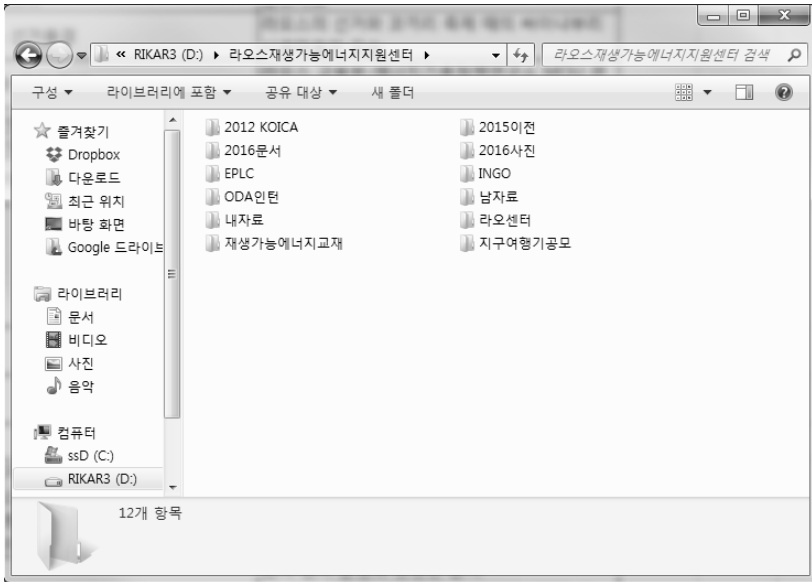 « RIKAR3 (D:) ▸ 라오스재생가능에너지지원센터 ▸
라오스재생가능에너지지원센터 검색
구성 ▼ 라이브러리에 포함 ▼ 공유 대상 ▼ 새 폴더
즐겨찾기
Dropbox
다운로드
최근 위치
바탕 화면
Google 드라이브
라이브러리
문서
비디오
사진
음악
컴퓨터
ssD (C:)
RIKAR3 (D:)
2012 KOICA
2015이전
2016문서
2016사진
EPLC
INGO
ODA인턴
남자료
내자료
라오센터
재생가능에너지교재
지구여행기공모
12개 항목